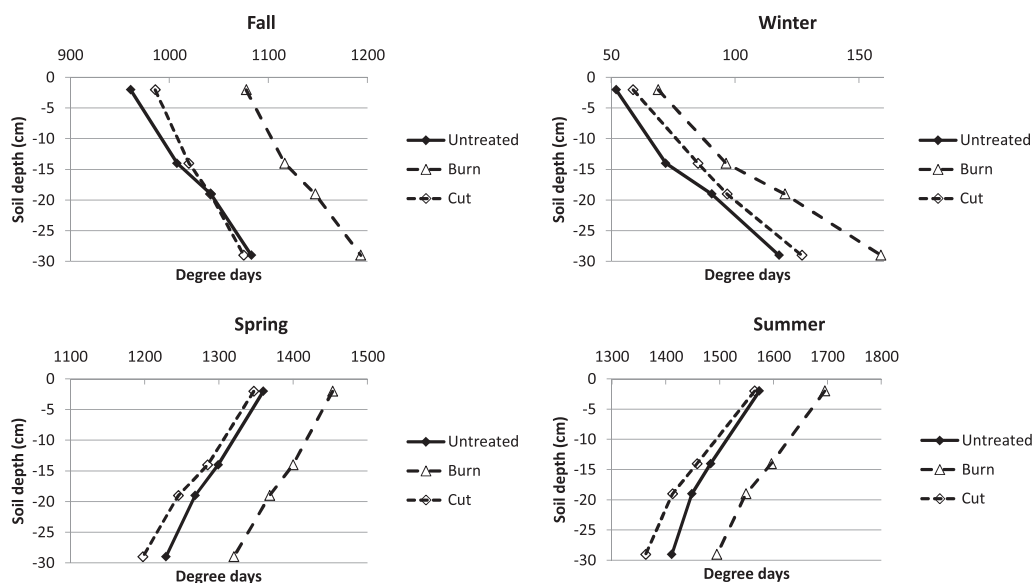 Fall
900 1000 1100 1200
0
-5
-10
-15
-20
-25
-30
Soil depth (cm)
Degree days
Untreated
Burn
Cut
Winter
50 100 150
0
-5
-10
-15
-20
-25
-30
Soil depth (cm)
Degree days
Untreated
Burn
Cut
Spring
1100 1200 1300 1400 1500
0
-5
-10
-15
-20
-25
-30
Soil depth (cm)
Degree days
Untreated
Burn
Cut
Summer
1300 1400 1500 1600 1700 1800
0
-5
-10
-15
-20
-25
-30
Soil depth (cm)
Degree days
Untreated
Burn
Cut